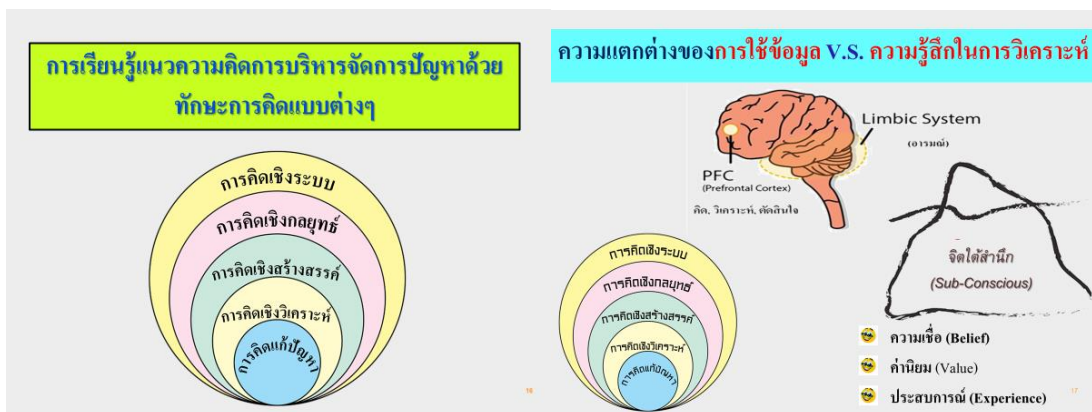 การเรียนรู้แนวความคิดการบริหารจัดการปัญหาด้วย
ทักษะการคิดแบบต่างๆ
การคิดเชิงระบบ
การคิดเชิงกลยุทธ์
การคิดเชิงสร้างสรรค์
การคิดเชิงวิเคราะห์
การคิดแก้ปัญหา
16
ความแตกต่างของการใช้ข้อมูล V.S. ความรู้สึกในการวิเคราะห์
Limbic System
(อารมณ์)
PFC
(Prefrontal Cortex)
คิด, วิเคราะห์, ตัดสินใจ
การคิดเชิงระบบ
การคิดเชิงกลยุทธ์
การคิดเชิงสร้างสรรค์
การคิดเชิงวิเคราะห์
การคิดแก้ปัญหา
จิตใต้สำนึก
(Sub-Conscious)
ความเชื่อ (Belief)
ค่านิยม (Value)
ประสบการณ์ (Experience)
17